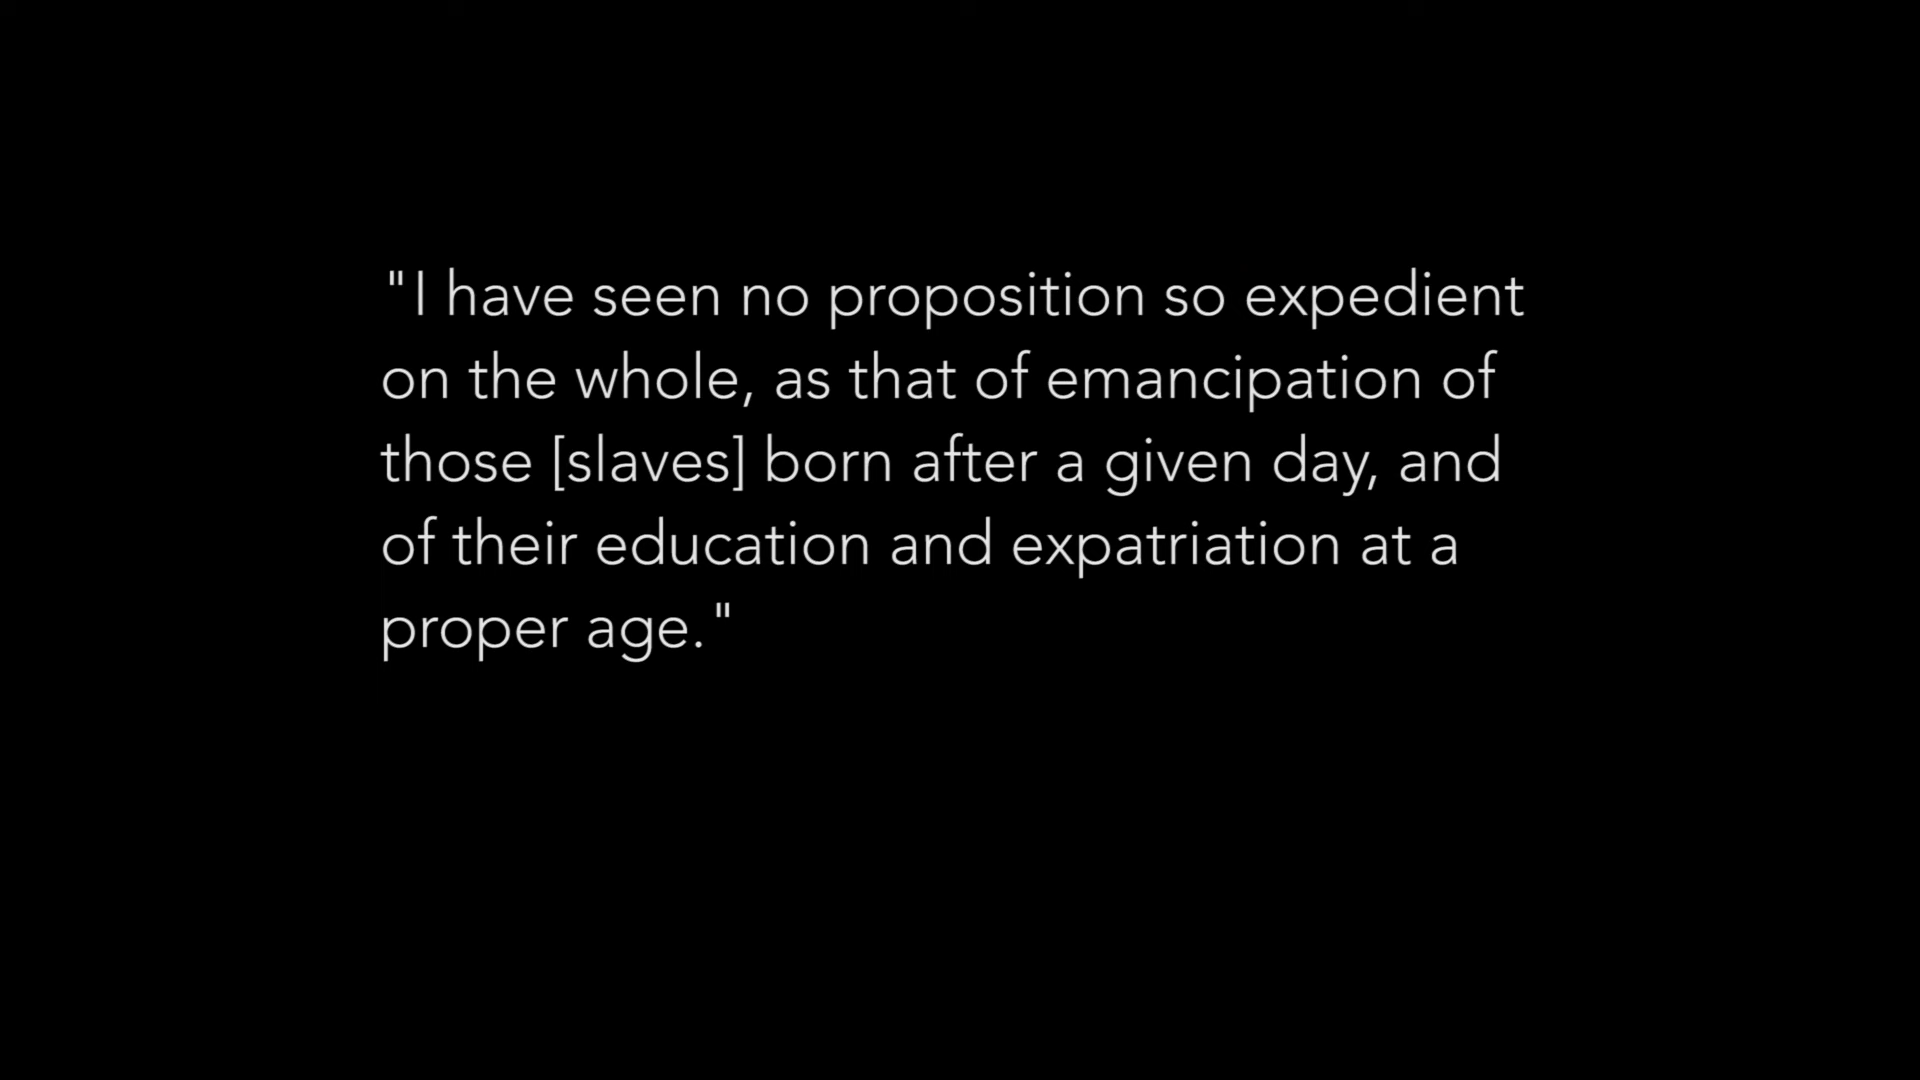 "I have seen no proposition so expedient
on the whole, as that of emancipation of
those [slaves] born after a given day, and
of their education and expatriation at a
proper age."